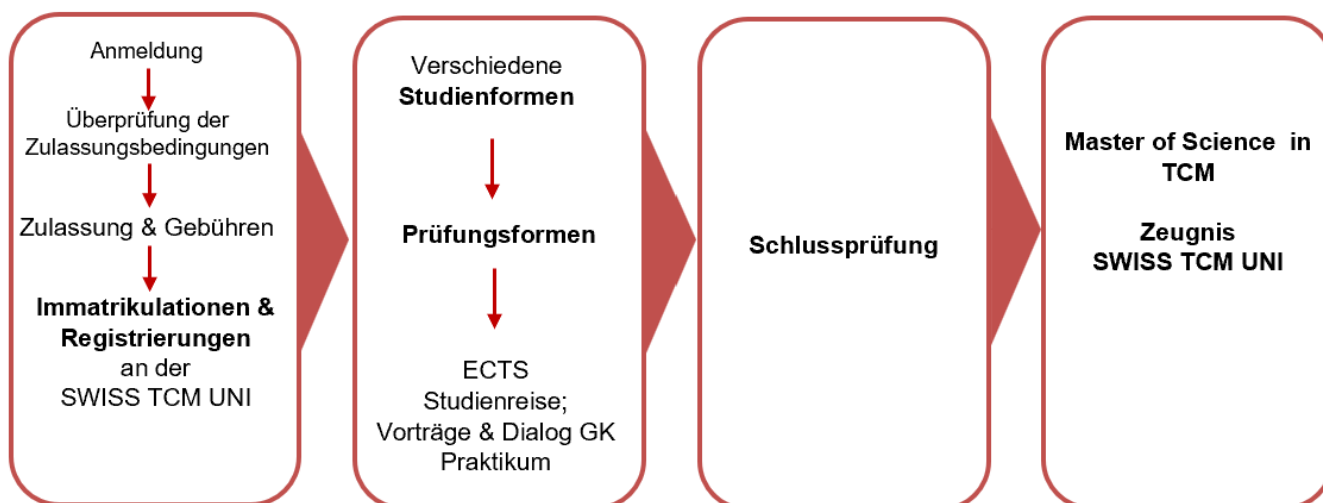 Anmeldung
Überprüfung der
Zulassungsbedingungen
Zulassung & Gebühren
Immatrikulationen &
Registrierungen
an der
SWISS TCM UNI
Verschiedene
Studienformen
Prüfungsformen
ECTS
Studienreise;
Vorträge & Dialog GK
Praktikum
Schlussprüfung
Master of Science in
TCM
Zeugnis
SWISS TCM UNI